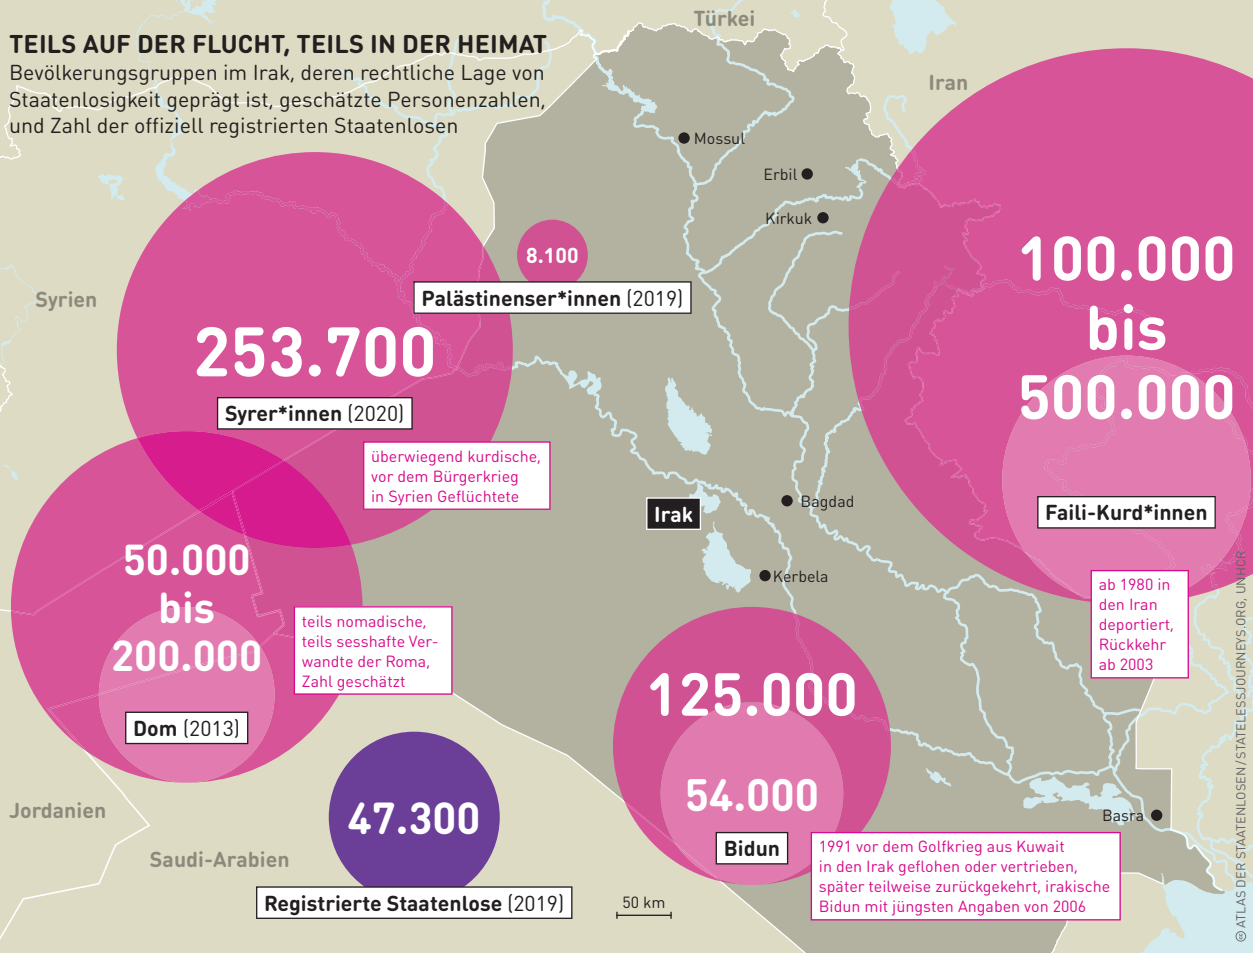 TEILS AUF DER FLUCHT, TEILS IN DER HEIMAT
Bevölkerungsgruppen im Irak, deren rechtliche Lage von
Staatenlosigkeit geprägt ist, geschätzte Personenzahlen,
und Zahl der offiziell registrierten Staatenlosen
Türkei
Iran
Mossul
Erbil
Kirkuk
8.100
Palästinenser*innen (2019)
Syrien
253.700
Syrer*innen (2020)
überwiegend kurdische,
vor dem Bürgerkrieg
in Syrien Geflüchtete
100.000
bis
500.000
Faili-Kurd*innen
ab 1980 in
den Iran
deportiert,
Rückkehr
ab 2003
Irak
Bagdad
Kerbela
50.000
bis
200.000
Dom (2013)
teils nomadische,
teils sesshafte Ver-
wandte der Roma,
Zahl geschätzt
125.000
54.000
Bidun
1991 vor dem Golfkrieg aus Kuwait
in den Irak geflohen oder vertrieben,
später teilweise zurückgekehrt, irakische
Bidun mit jüngsten Angaben von 2006
Basra
Jordanien
Saudi-Arabien
47.300
Registrierte Staatenlose (2019)
50 km
ATLAS DER STAATENLOSEN/STATELESSJOURNEYS.ORG, UNHCR